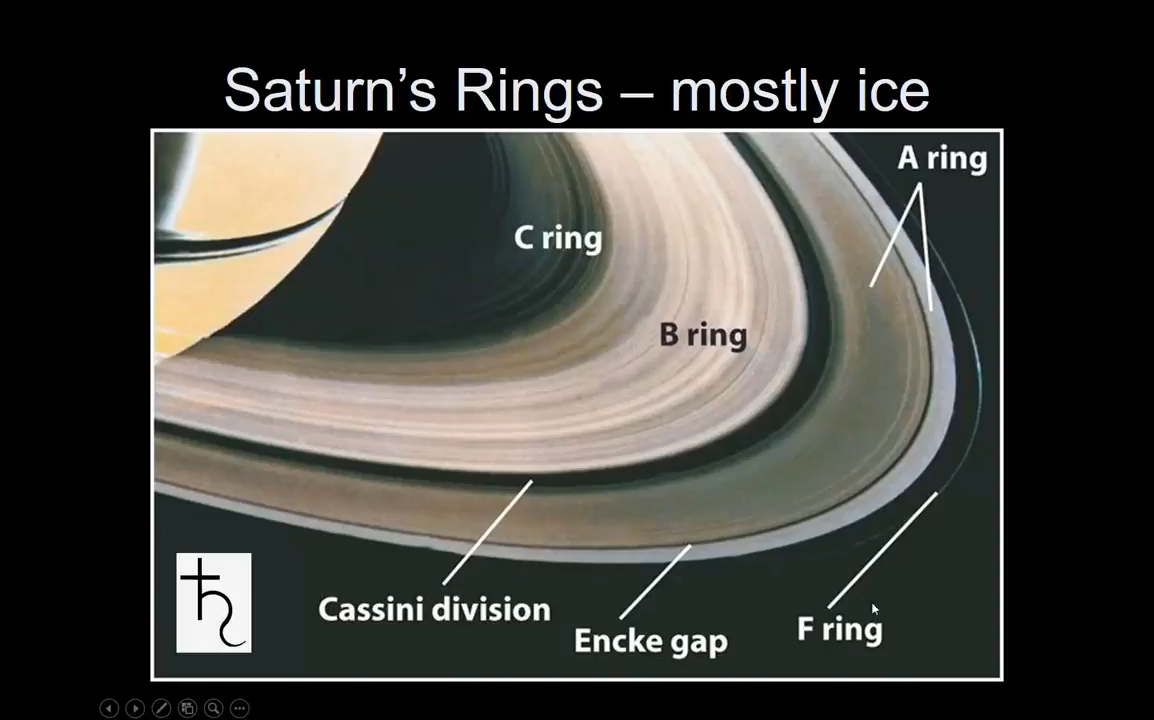 Saturn’s Rings – mostly ice
A ring
C ring
B ring
Cassini division
Encke gap
F ring